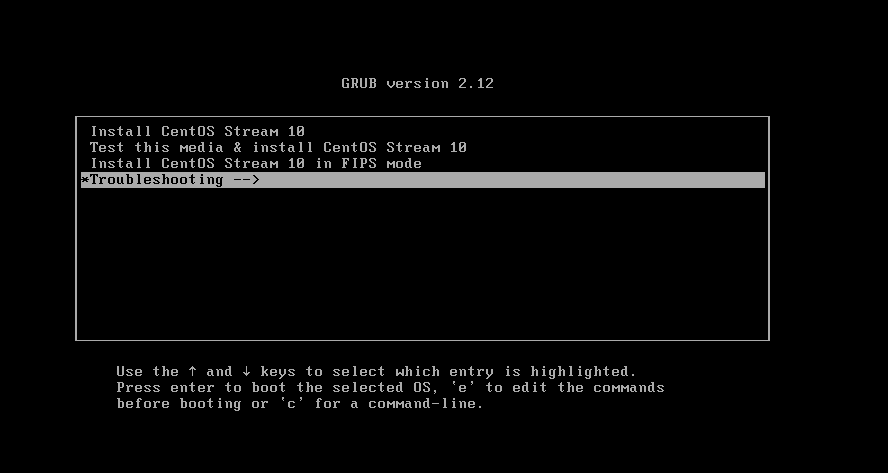 GRUB version 2.12
Install CentOS Stream 10
Test this media & install CentOS Stream 10
Install CentOS Stream 10 in FIPS mode
*Troubleshooting -->
Use the ↑ and ↓ keys to select which entry is highlighted.
Press enter to boot the selected OS, `e' to edit the commands
before booting or `c' for a command-line.